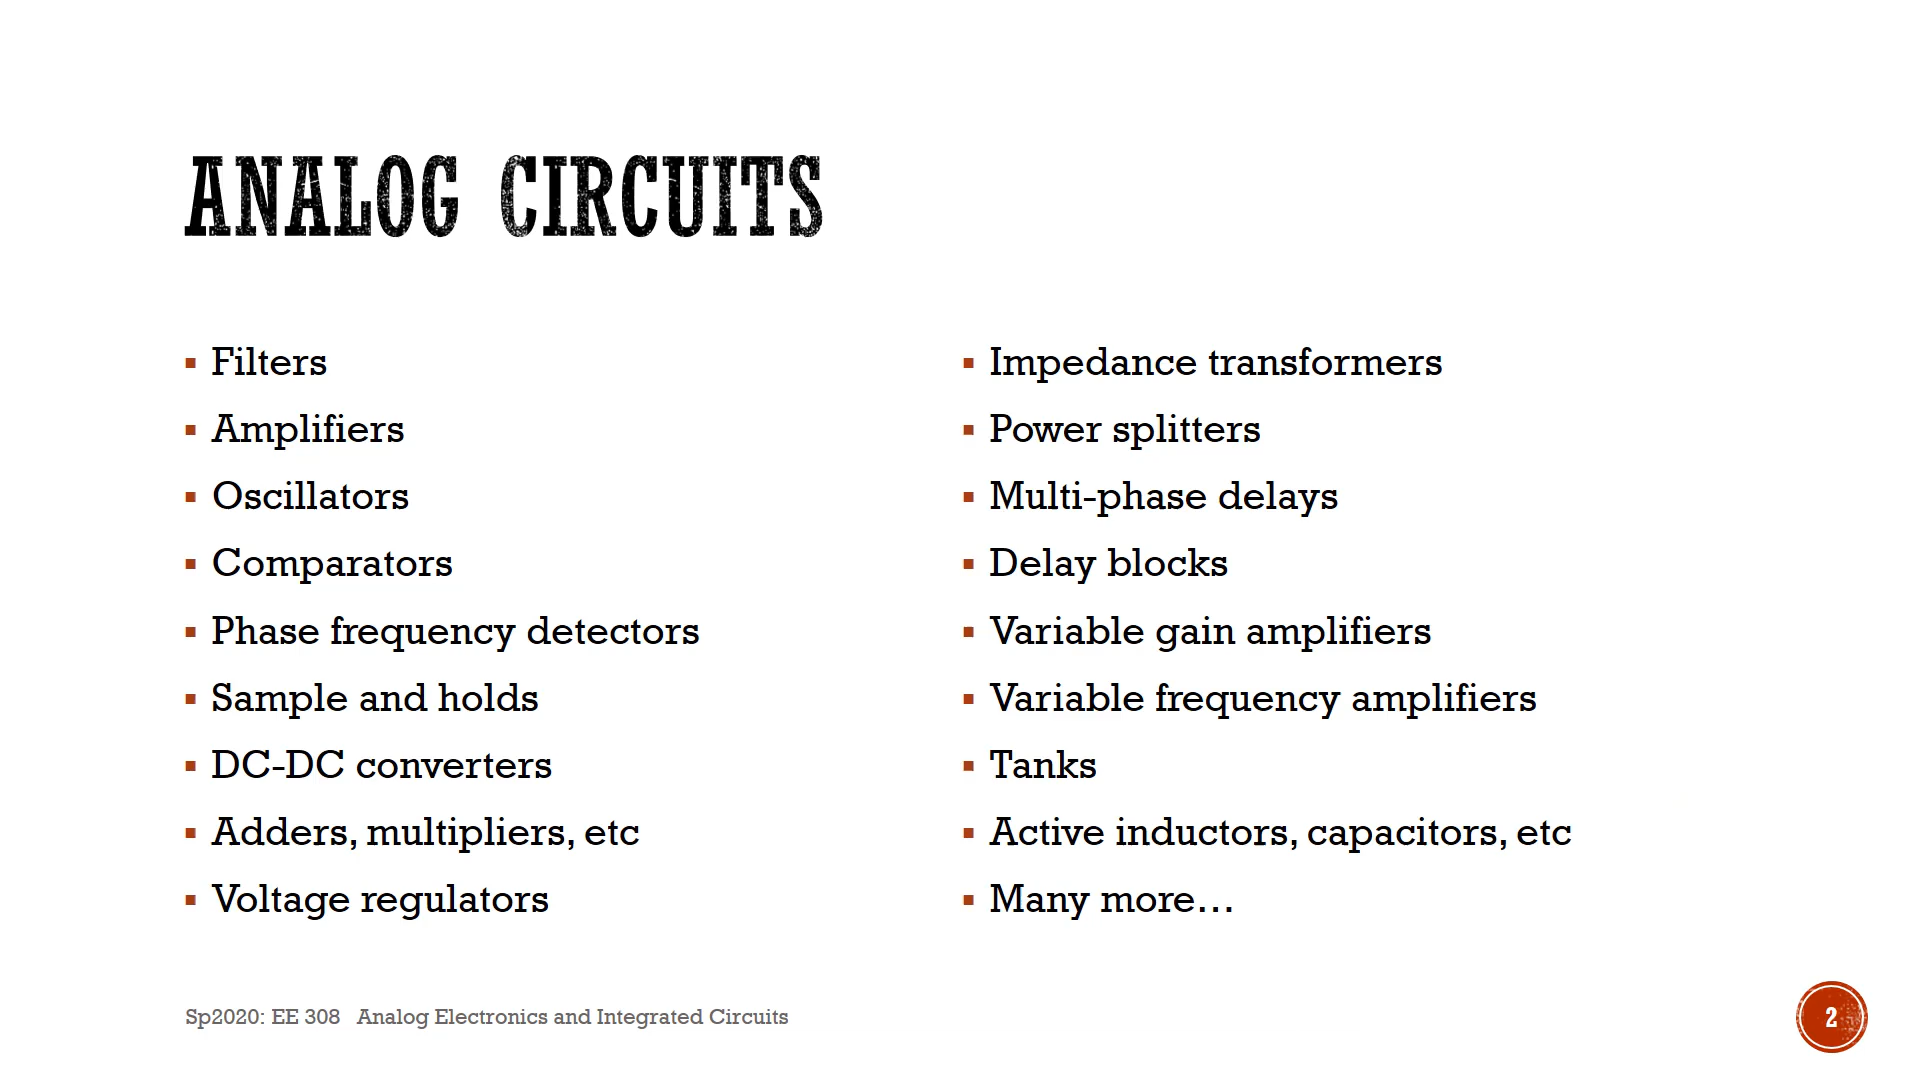 ANALOG CIRCUITS
Filters
Amplifiers
Oscillators
Comparators
Phase frequency detectors
Sample and holds
DC-DC converters
Adders, multipliers, etc
Voltage regulators
Impedance transformers
Power splitters
Multi-phase delays
Delay blocks
Variable gain amplifiers
Variable frequency amplifiers
Tanks
Active inductors, capacitors, etc
Many more…
Sp2020: EE 308 Analog Electronics and Integrated Circuits
2